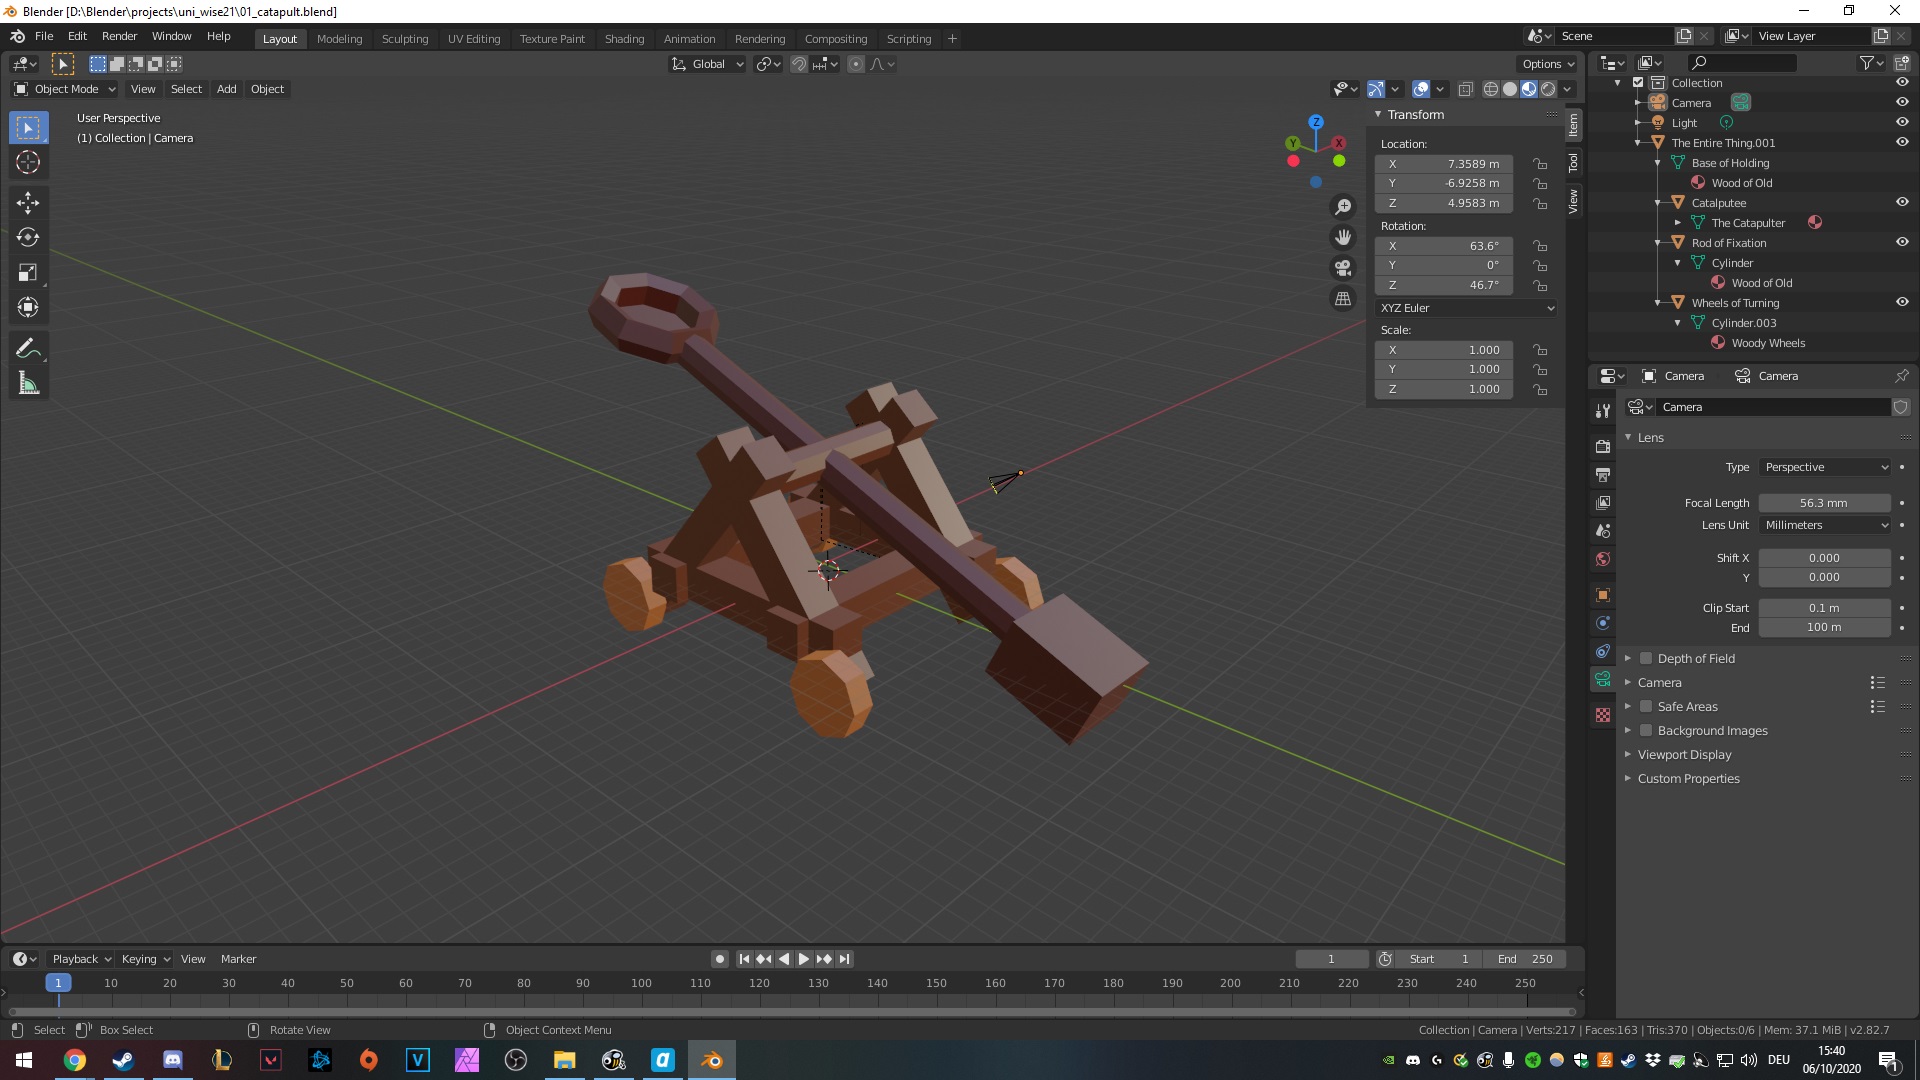 Blender [D:\Blender\projects\uni_wise21\01_catapult.blend]
File Edit Render Window Help Layout Modeling Sculpting UV Editing Texture Paint Shading Animation Rendering Compositing Scripting + Scene View Layer
Global Options
Object Mode View Select Add Object
User Perspective
(1) Collection | Camera
Z
Y X
Transform
Location:
X 7.3589 m
Y -6.9258 m
Z 4.9583 m
Rotation:
X 63.6°
Y 0°
Z 46.7°
XYZ Euler
Scale:
X 1.000
Y 1.000
Z 1.000
Item
Tool
View
Collection
Camera
Light
The Entire Thing.001
Base of Holding
Wood of Old
Catalputee
The Catapulter
Rod of Fixation
Cylinder
Wood of Old
Wheels of Turning
Cylinder.003
Woody Wheels
Camera Camera
Camera
Lens
Type Perspective
Focal Length 56.3 mm
Lens Unit Millimeters
Shift X 0.000
Y 0.000
Clip Start 0.1 m
End 100 m
Depth of Field
Camera
Safe Areas
Background Images
Viewport Display
Custom Properties
Playback Keying View Marker 1 Start 1 End 250
1 10 20 30 40 50 60 70 80 90 100 110 120 130 140 150 160 170 180 190 200 210 220 230 240 250
Select Box Select Rotate View Object Context Menu Collection | Camera | Verts:217 | Faces:163 | Tris:370 | Objects:0/6 | Mem: 37.1 MiB | v2.82.7
DEU
15:40
06/10/2020
1